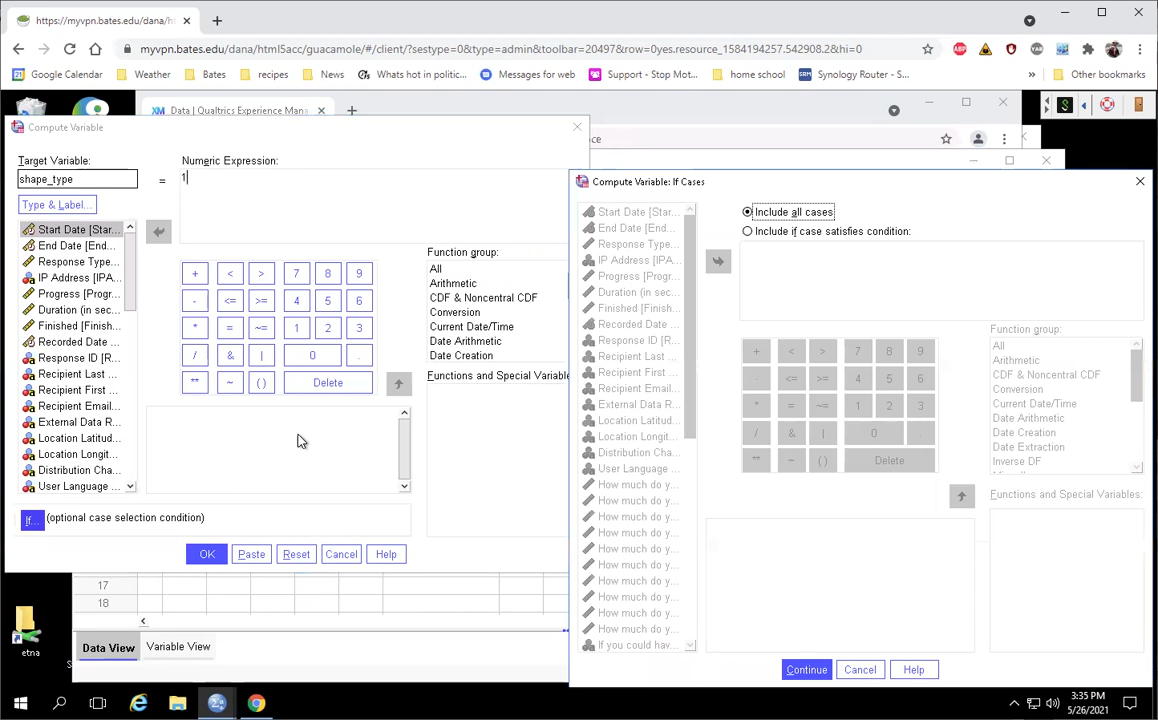 https://myvpn.bates.edu/dana/h
myvpn.bates.edu/dana/html5acc/guacamole/#/client/?sestype=0&type=admin&toolbar=20497&row=0yes.resource_1584194257.542908.2&hi=0
ABP
YAB
Google Calendar
Weather
Bates
recipes
News
Whats hot in politic...
Messages for web
Support - Stop Mot...
home school
SRM
Synology Router - S...
»
Other bookmarks
XM
Data | Qualtrics Experience Mana
Compute Variable
nce
Target Variable:
shape_type
=
Type & Label...
Numeric Expression:
1
Start Date [Star...
End Date [End...
Response Type...
IP Address [IPA...
Progress [Progr...
Duration (in sec...
Finished [Finish...
Recorded Date ...
Response ID [R...
Recipient Last ...
Recipient First ...
Recipient Email...
External Data R...
Location Latitud...
Location Longit...
Distribution Cha...
User Language ...
+ < > 7 8 9
- <= >= 4 5 6
* = ~= 1 2 3
/ & | 0 .
** ~ ( ) Delete
Function group:
All
Arithmetic
CDF & Noncentral CDF
Conversion
Current Date/Time
Date Arithmetic
Date Creation
Functions and Special Variable
If...
(optional case selection condition)
OK
Paste
Reset
Cancel
Help
Compute Variable: If Cases
Start Date [Star...
End Date [End...
Response Type...
IP Address [IPA...
Progress [Progr...
Duration (in sec...
Finished [Finish...
Recorded Date ...
Response ID [R...
Recipient Last ...
Recipient First ...
Recipient Email...
External Data R...
Location Latitud...
Location Longit...
Distribution Cha...
User Language ...
How much do y...
How much do y...
How much do y...
How much do y...
How much do y...
How much do y...
How much do y...
How much do y...
How much do y...
How much do y...
If you could hav...
Include all cases
Include if case satisfies condition:
+ < > 7 8 9
- <= >= 4 5 6
* = ~= 1 2 3
/ & | 0 .
** ~ ( ) Delete
Function group:
All
Arithmetic
CDF & Noncentral CDF
Conversion
Current Date/Time
Date Arithmetic
Date Creation
Date Extraction
Inverse DF
Functions and Special Variables:
Continue
Cancel
Help
17
18
Data View
Variable View
etna
3:35 PM
5/26/2021